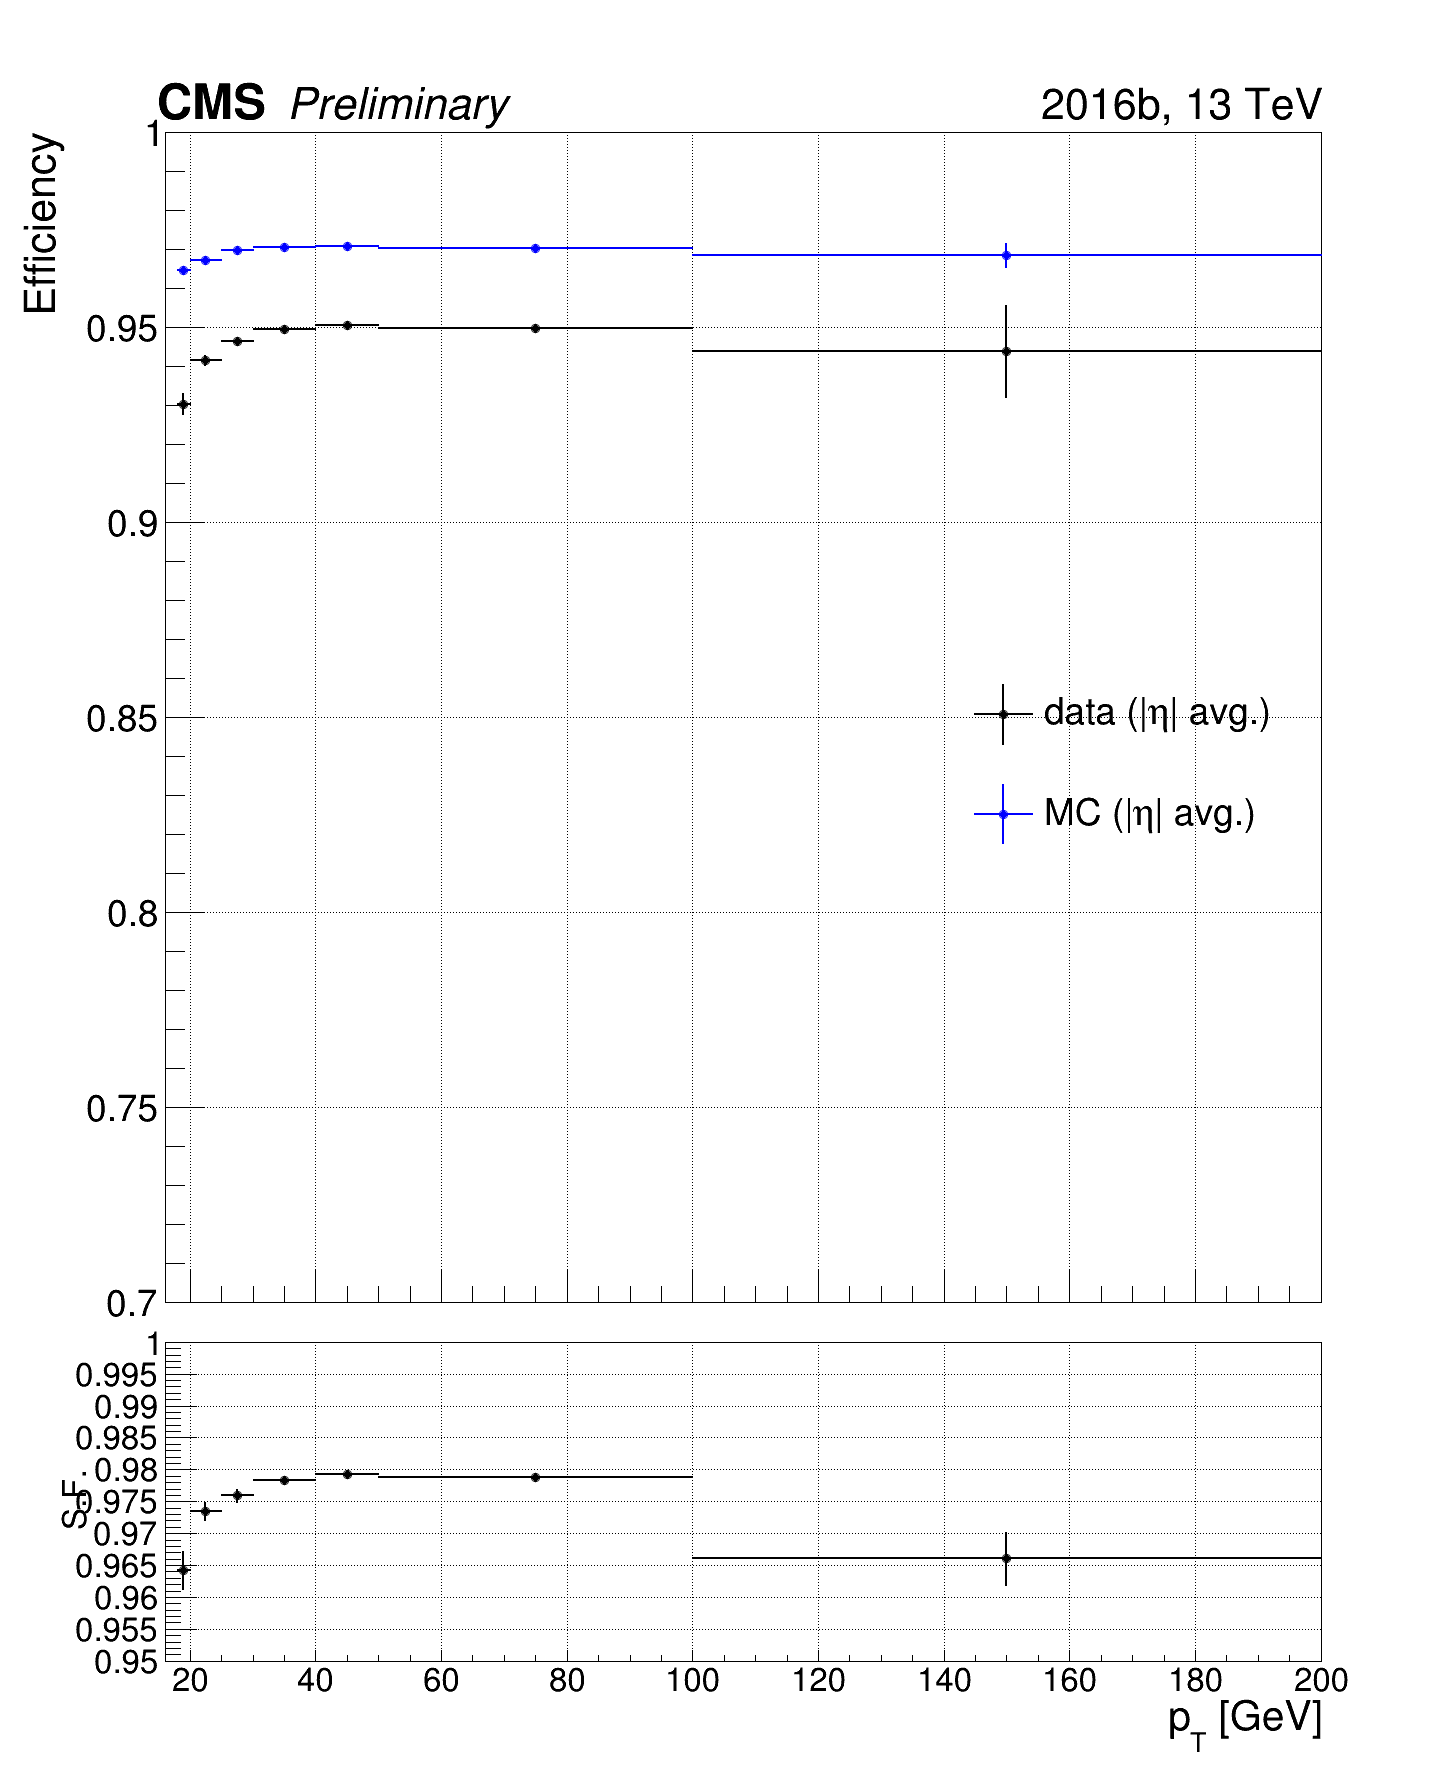 CMS Preliminary 2016b, 13 TeV
Efficiency
1
0.95
0.9
0.85
0.8
0.75
0.7
data (|η| avg.)
MC (|η| avg.)
S.F.
1
0.995
0.99
0.985
0.98
0.975
0.97
0.965
0.96
0.955
0.95
20 40 60 80 100 120 140 160 180 200
p_T [GeV]